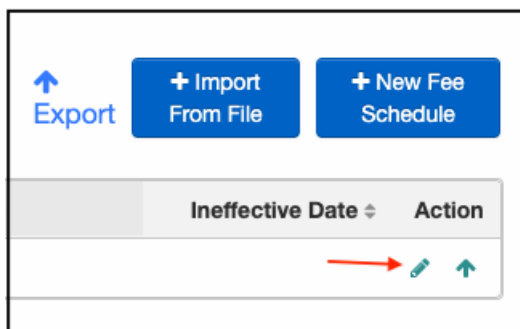 Export
+ Import
From File
+ New Fee
Schedule
Ineffective Date
Action